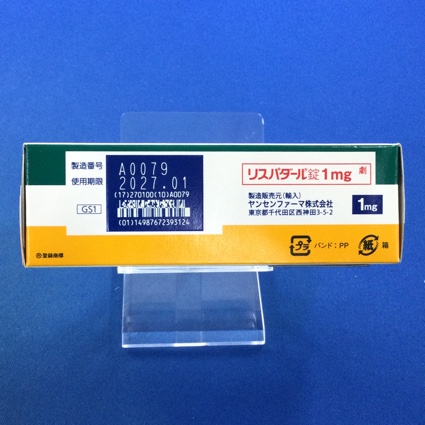 製造番号
使用期限
A0079
2027.01
(17)270100(10)A0079
(01)14987672393124
GS1
リスパダール錠1mg 劇
製造販売元(輸入)
ヤンセンファーマ株式会社
東京都千代田区西神田3-5-2
1mg
プラ バンド:PP 紙 箱
®登録商標